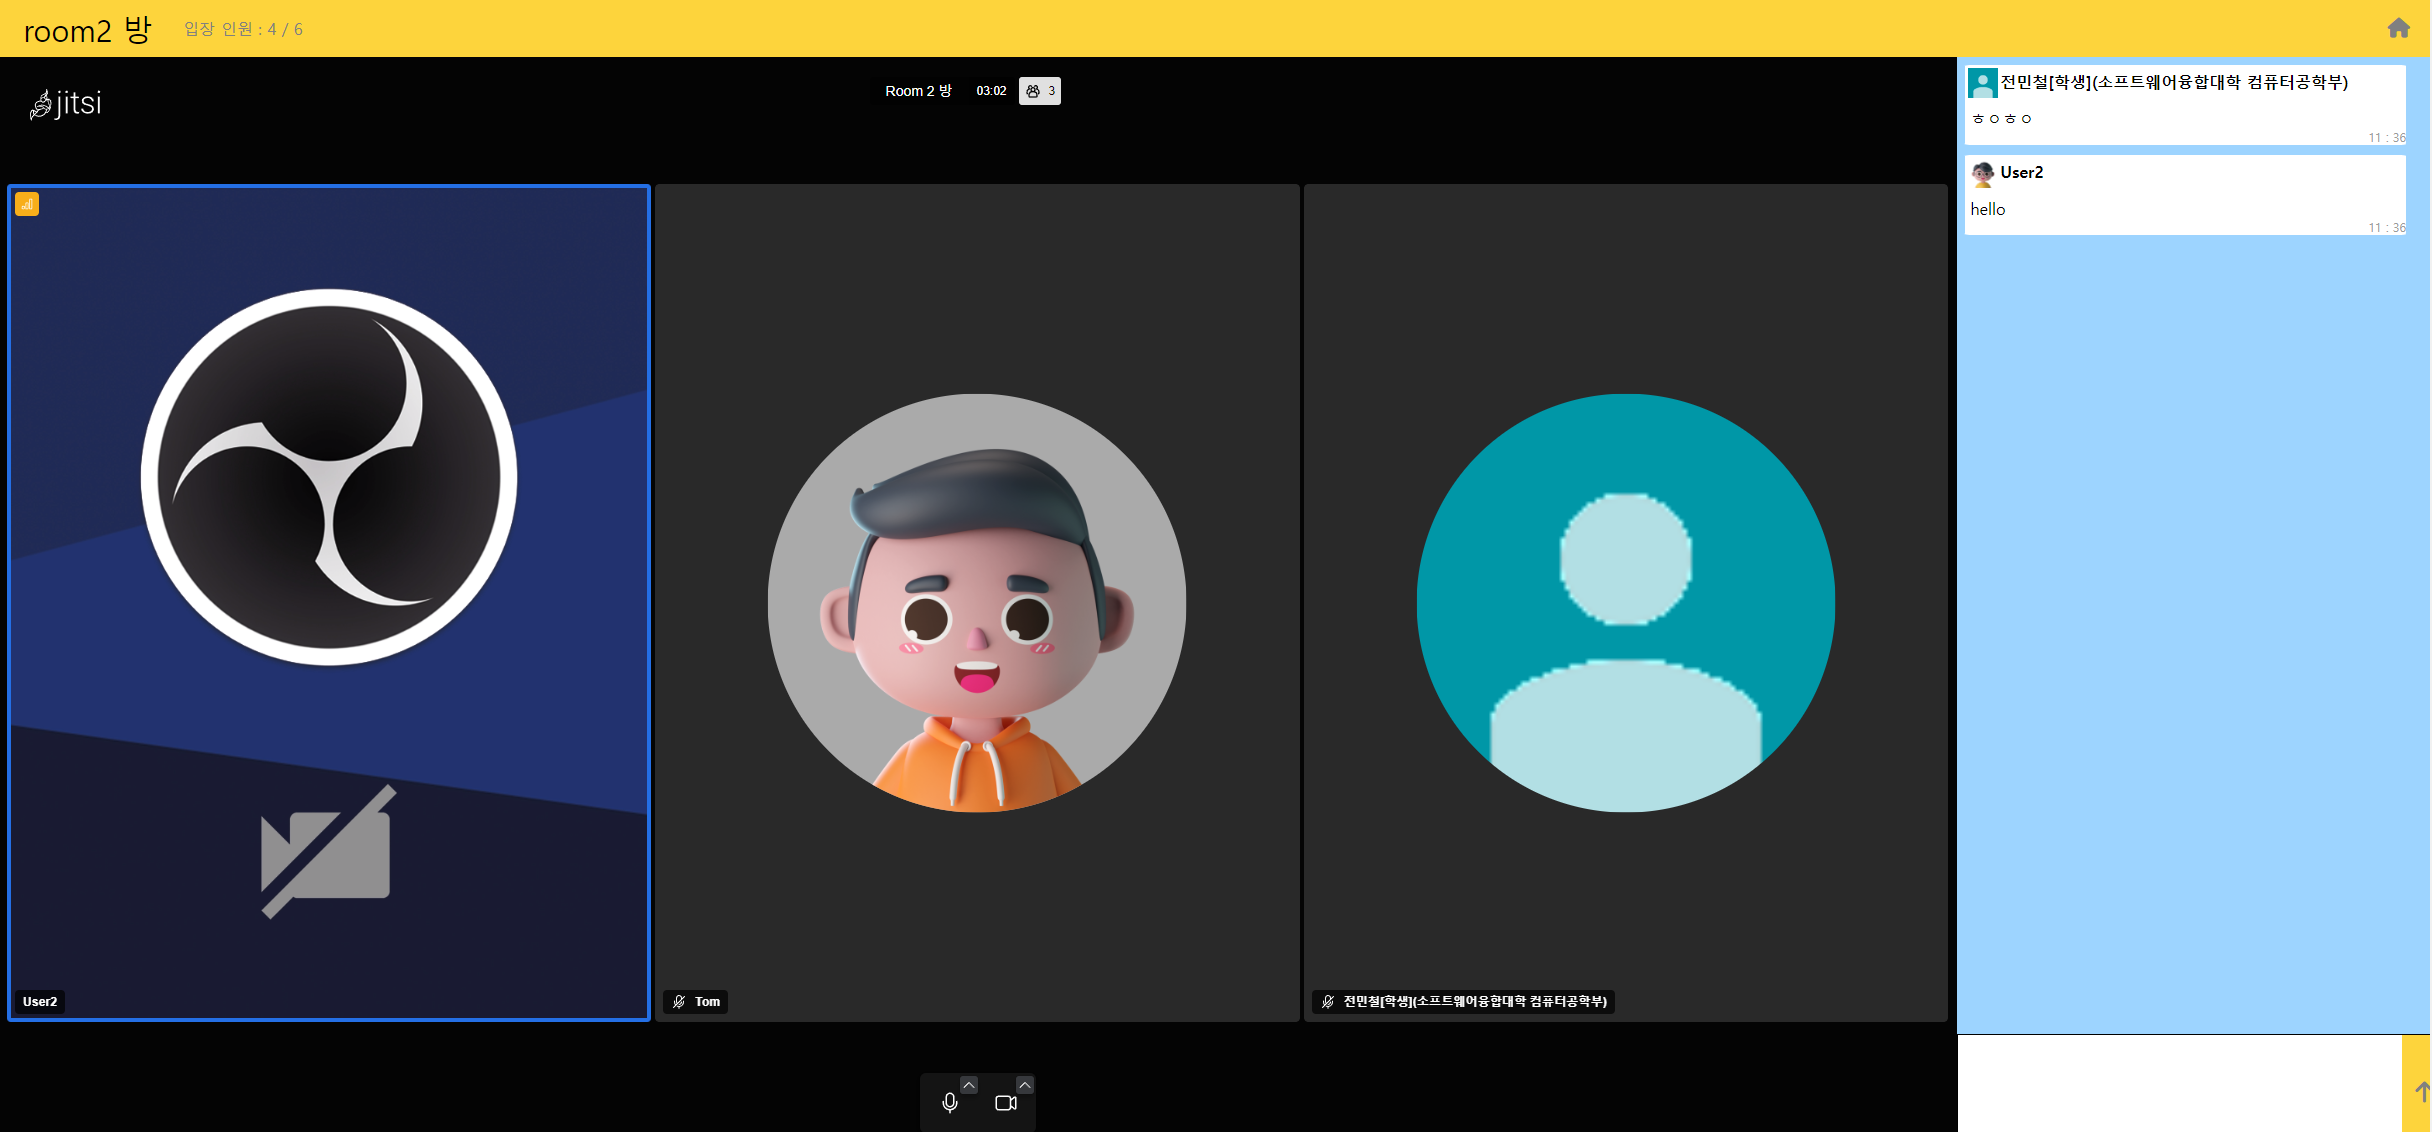 room2 방
입장 인원 : 4 / 6
jitsi
Room 2 방
03:02
3
User2
Tom
전민철[학생](소프트웨어융합대학 컴퓨터공학부)
전민철[학생](소프트웨어융합대학 컴퓨터공학부)
ㅎㅇㅎㅇ
11 : 36
User2
hello
11 : 36